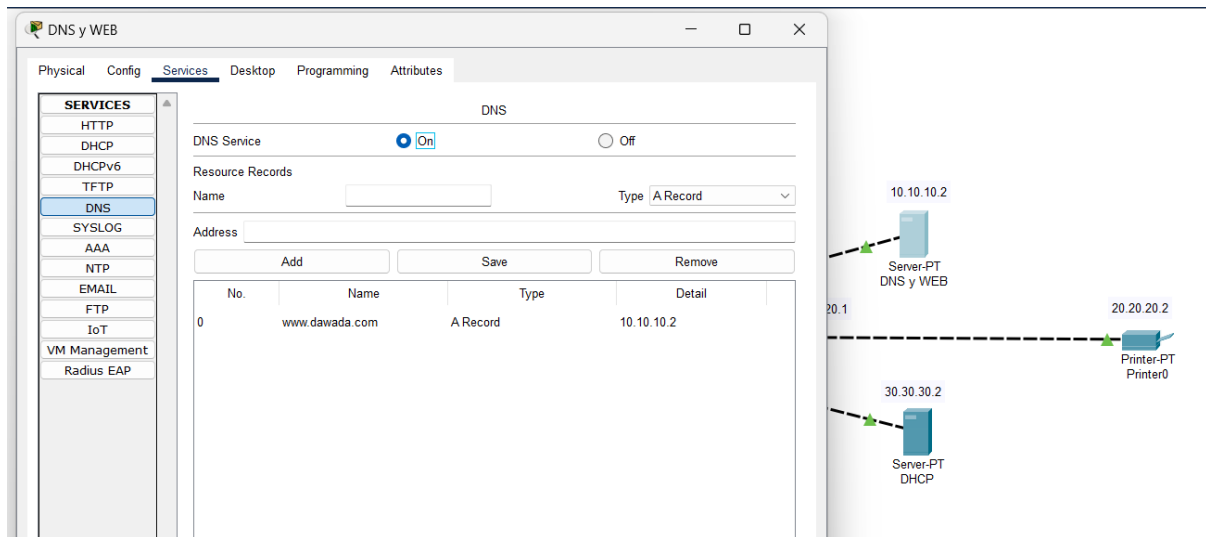 DNS y WEB
Physical Config Services Desktop Programming Attributes
SERVICES
HTTP
DHCP
DHCPv6
TFTP
DNS
SYSLOG
AAA
NTP
EMAIL
FTP
IoT
VM Management
Radius EAP
DNS
DNS Service On Off
Resource Records
Name Type A Record
Address
Add Save Remove
No. Name Type Detail
0 www.dawada.com A Record 10.10.10.2
10.10.10.2
Server-PT
DNS y WEB
20.1
20.20.20.2
Printer-PT
Printer0
30.30.30.2
Server-PT
DHCP